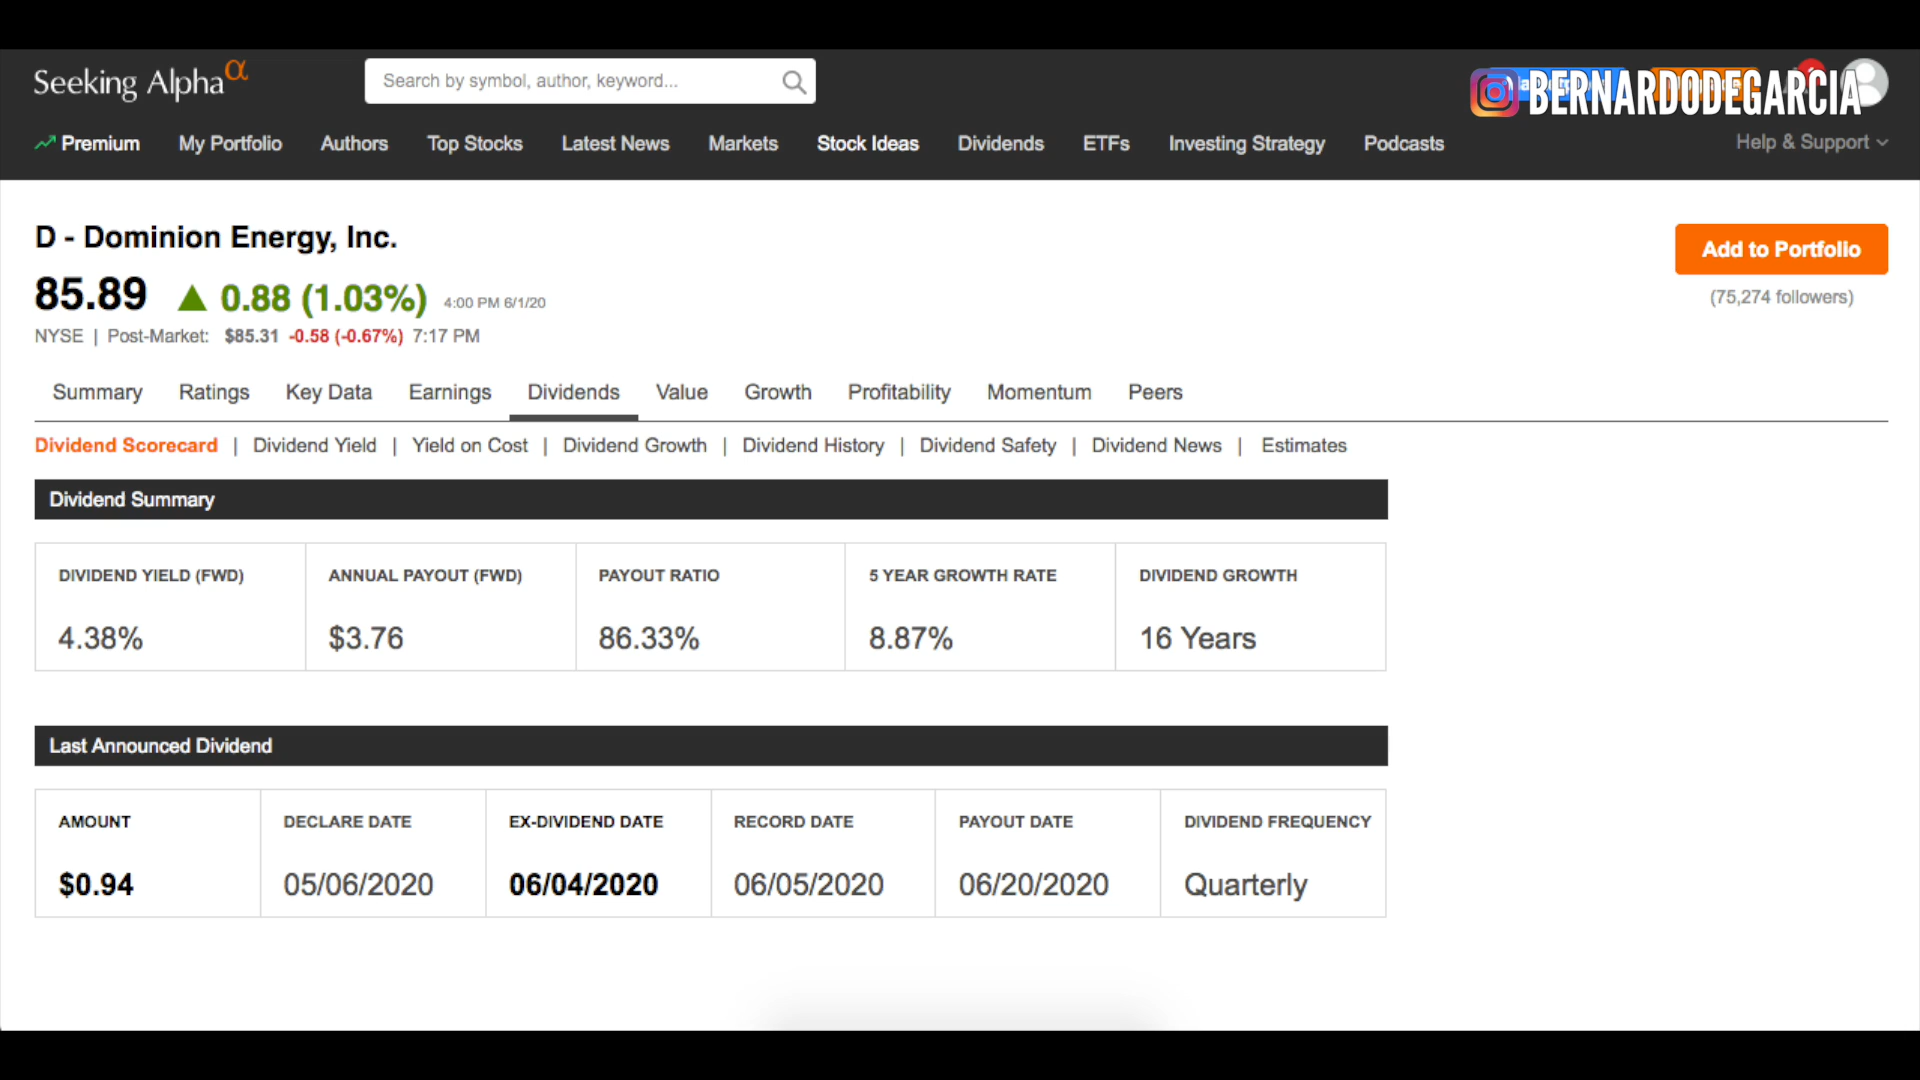 Seeking Alpha α
Search by symbol, author, keyword...
BERNARDODEGARCIA
Premium My Portfolio Authors Top Stocks Latest News Markets Stock Ideas Dividends ETFs Investing Strategy Podcasts Help & Support
D - Dominion Energy, Inc.
Add to Portfolio
85.89 ▲ 0.88 (1.03%) 4:00 PM 6/1/20
(75,274 followers)
NYSE | Post-Market: $85.31 -0.58 (-0.67%) 7:17 PM
Summary Ratings Key Data Earnings Dividends Value Growth Profitability Momentum Peers
Dividend Scorecard | Dividend Yield | Yield on Cost | Dividend Growth | Dividend History | Dividend Safety | Dividend News | Estimates
Dividend Summary
DIVIDEND YIELD (FWD) ANNUAL PAYOUT (FWD) PAYOUT RATIO 5 YEAR GROWTH RATE DIVIDEND GROWTH
4.38% $3.76 86.33% 8.87% 16 Years
Last Announced Dividend
AMOUNT DECLARE DATE EX-DIVIDEND DATE RECORD DATE PAYOUT DATE DIVIDEND FREQUENCY
$0.94 05/06/2020 06/04/2020 06/05/2020 06/20/2020 Quarterly